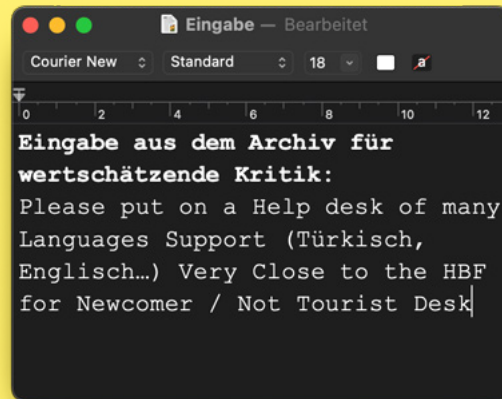 Eingabe — Bearbeitet
Courier New Standard 18 a
0 2 4 6 8 10 12
Eingabe aus dem Archiv für
wertschätzende Kritik:
Please put on a Help desk of many
Languages Support (Türkisch,
Englisch…) Very Close to the HBF
for Newcomer / Not Tourist Desk